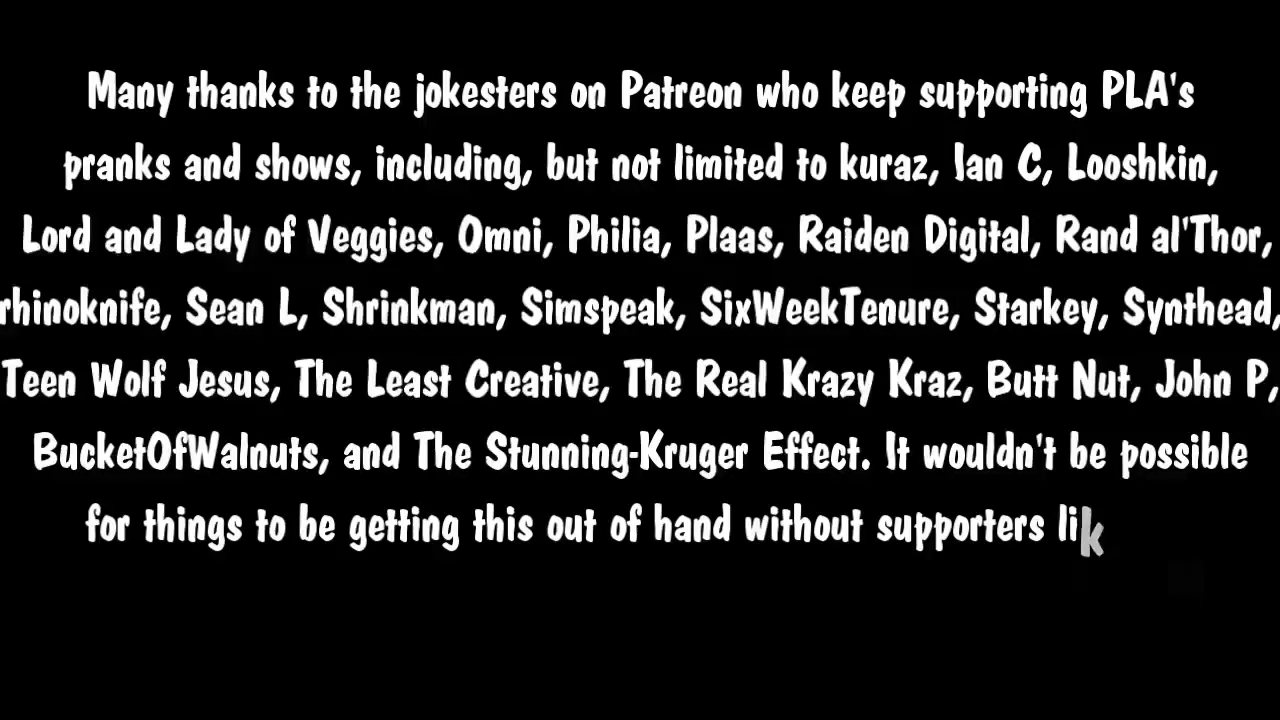 Many thanks to the jokesters on Patreon who keep supporting PLA's
pranks and shows, including, but not limited to kuraz, Ian C, Looshkin,
Lord and Lady of Veggies, Omni, Philia, Plaas, Raiden Digital, Rand al'Thor,
rhinoknife, Sean L, Shrinkman, Simspeak, SixWeekTenure, Starkey, Synthead,
Teen Wolf Jesus, The Least Creative, The Real Krazy Kraz, Butt Nut, John P,
BucketOfWalnuts, and The Stunning-Kruger Effect. It wouldn't be possible
for things to be getting this out of hand without supporters lik